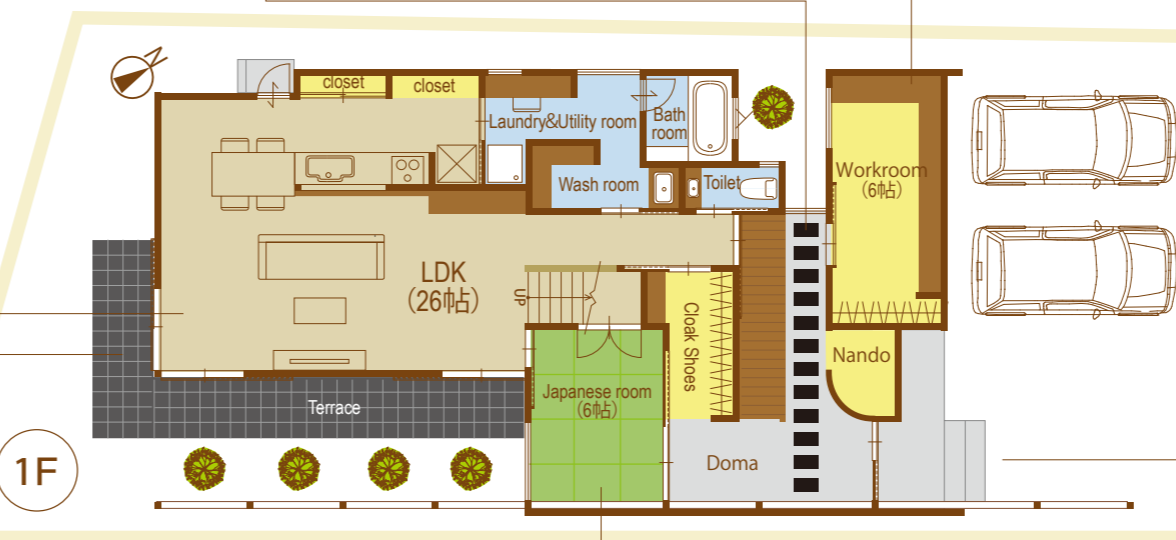 closet
closet
Laundry&Utility room
Bath
room
Wash room
Toilet
Workroom
(6帖)
LDK
(26帖)
UP
Cloak Shoes
Nando
Japanese room
(6帖)
Terrace
Doma
1F
N